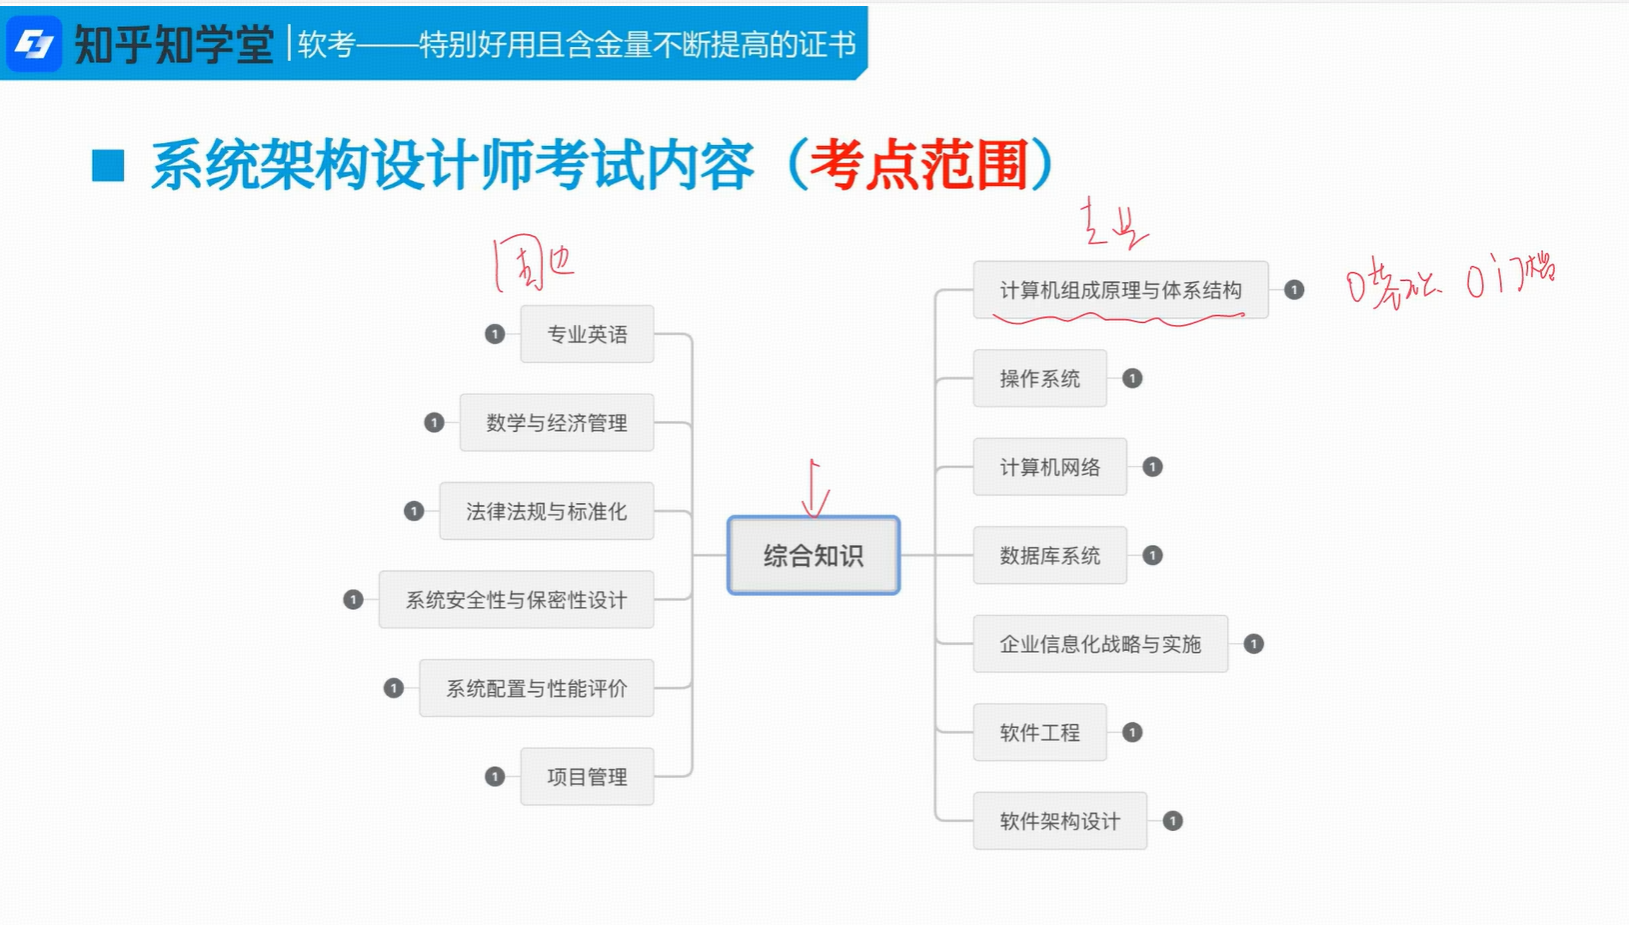 知乎知学堂 | 软考——特别好用且含金量不断提高的证书
系统架构设计师考试内容（考点范围）
周边
专业英语
1
数学与经济管理
1
法律法规与标准化
1
系统安全性与保密性设计
1
系统配置与性能评价
1
项目管理
1
综合知识
专业
计算机组成原理与体系结构
1
0基础 0门槛
操作系统
1
计算机网络
1
数据库系统
1
企业信息化战略与实施
1
软件工程
1
软件架构设计
1